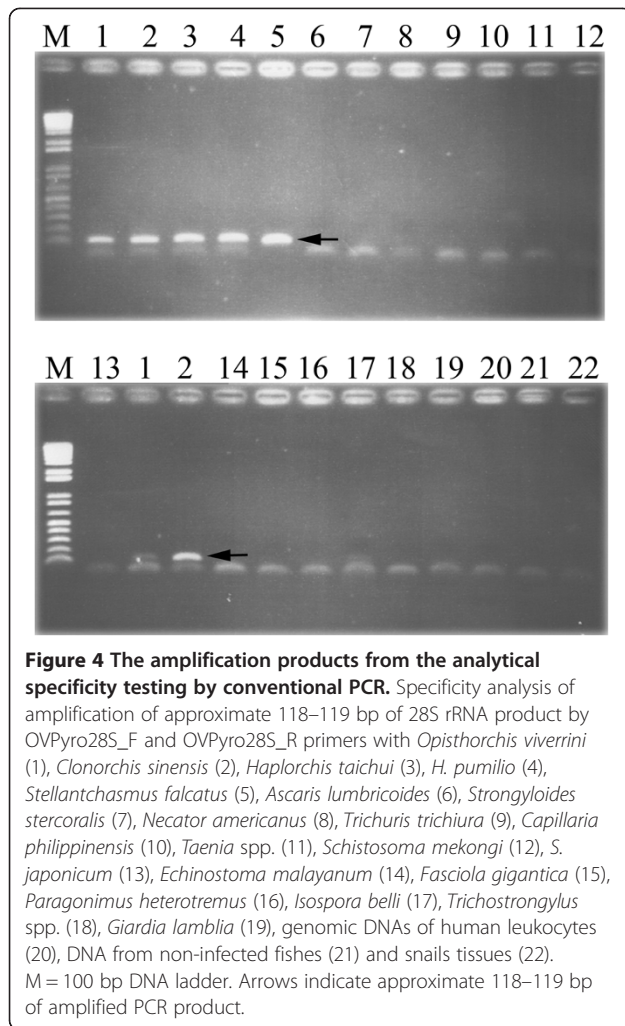 M 1 2 3 4 5 6 7 8 9 10 11 12
M 13 1 2 14 15 16 17 18 19 20 21 22
Figure 4 The amplification products from the analytical
specificity testing by conventional PCR. Specificity analysis of
amplification of approximate 118–119 bp of 28S rRNA product by
OVPyro28S_F and OVPyro28S_R primers with Opisthorchis viverrini
(1), Clonorchis sinensis (2), Haplorchis taichui (3), H. pumilio (4),
Stellantchasmus falcatus (5), Ascaris lumbricoides (6), Strongyloides
stercoralis (7), Necator americanus (8), Trichuris trichiura (9), Capillaria
philippinensis (10), Taenia spp. (11), Schistosoma mekongi (12), S.
japonicum (13), Echinostoma malayanum (14), Fasciola gigantica (15),
Paragonimus heterotremus (16), Isospora belli (17), Trichostrongylus
spp. (18), Giardia lamblia (19), genomic DNAs of human leukocytes
(20), DNA from non-infected fishes (21) and snails tissues (22).
M = 100 bp DNA ladder. Arrows indicate approximate 118–119 bp
of amplified PCR product.